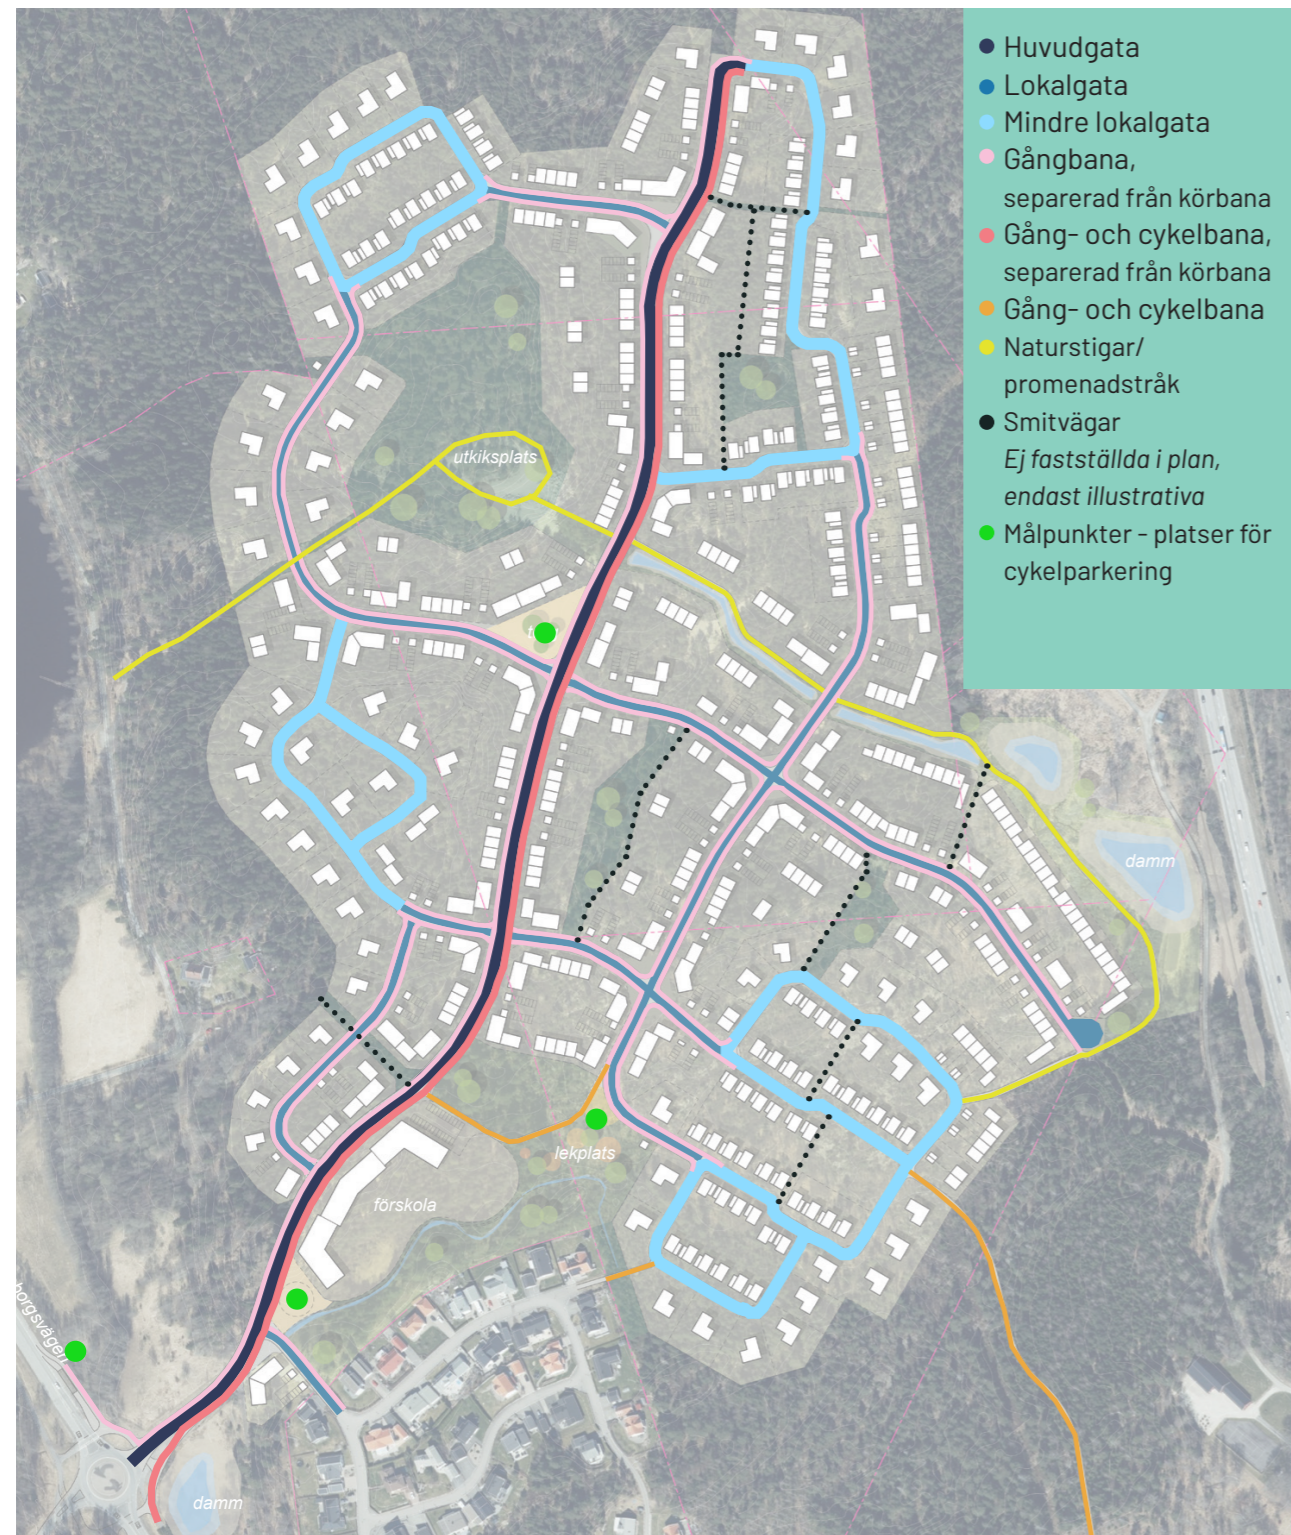 Huvudgata
Lokalgata
Mindre lokalgata
Gångbana,
separerad från körbana
Gång- och cykelbana,
separerad från körbana
Gång- och cykelbana
Naturstigar/
promenadstråk
Smitvägar
Ej fastställda i plan,
endast illustrativa
Målpunkter - platser för
cykelparkering
utkiksplats
damm
lekplats
förskola
borgsvägen
damm